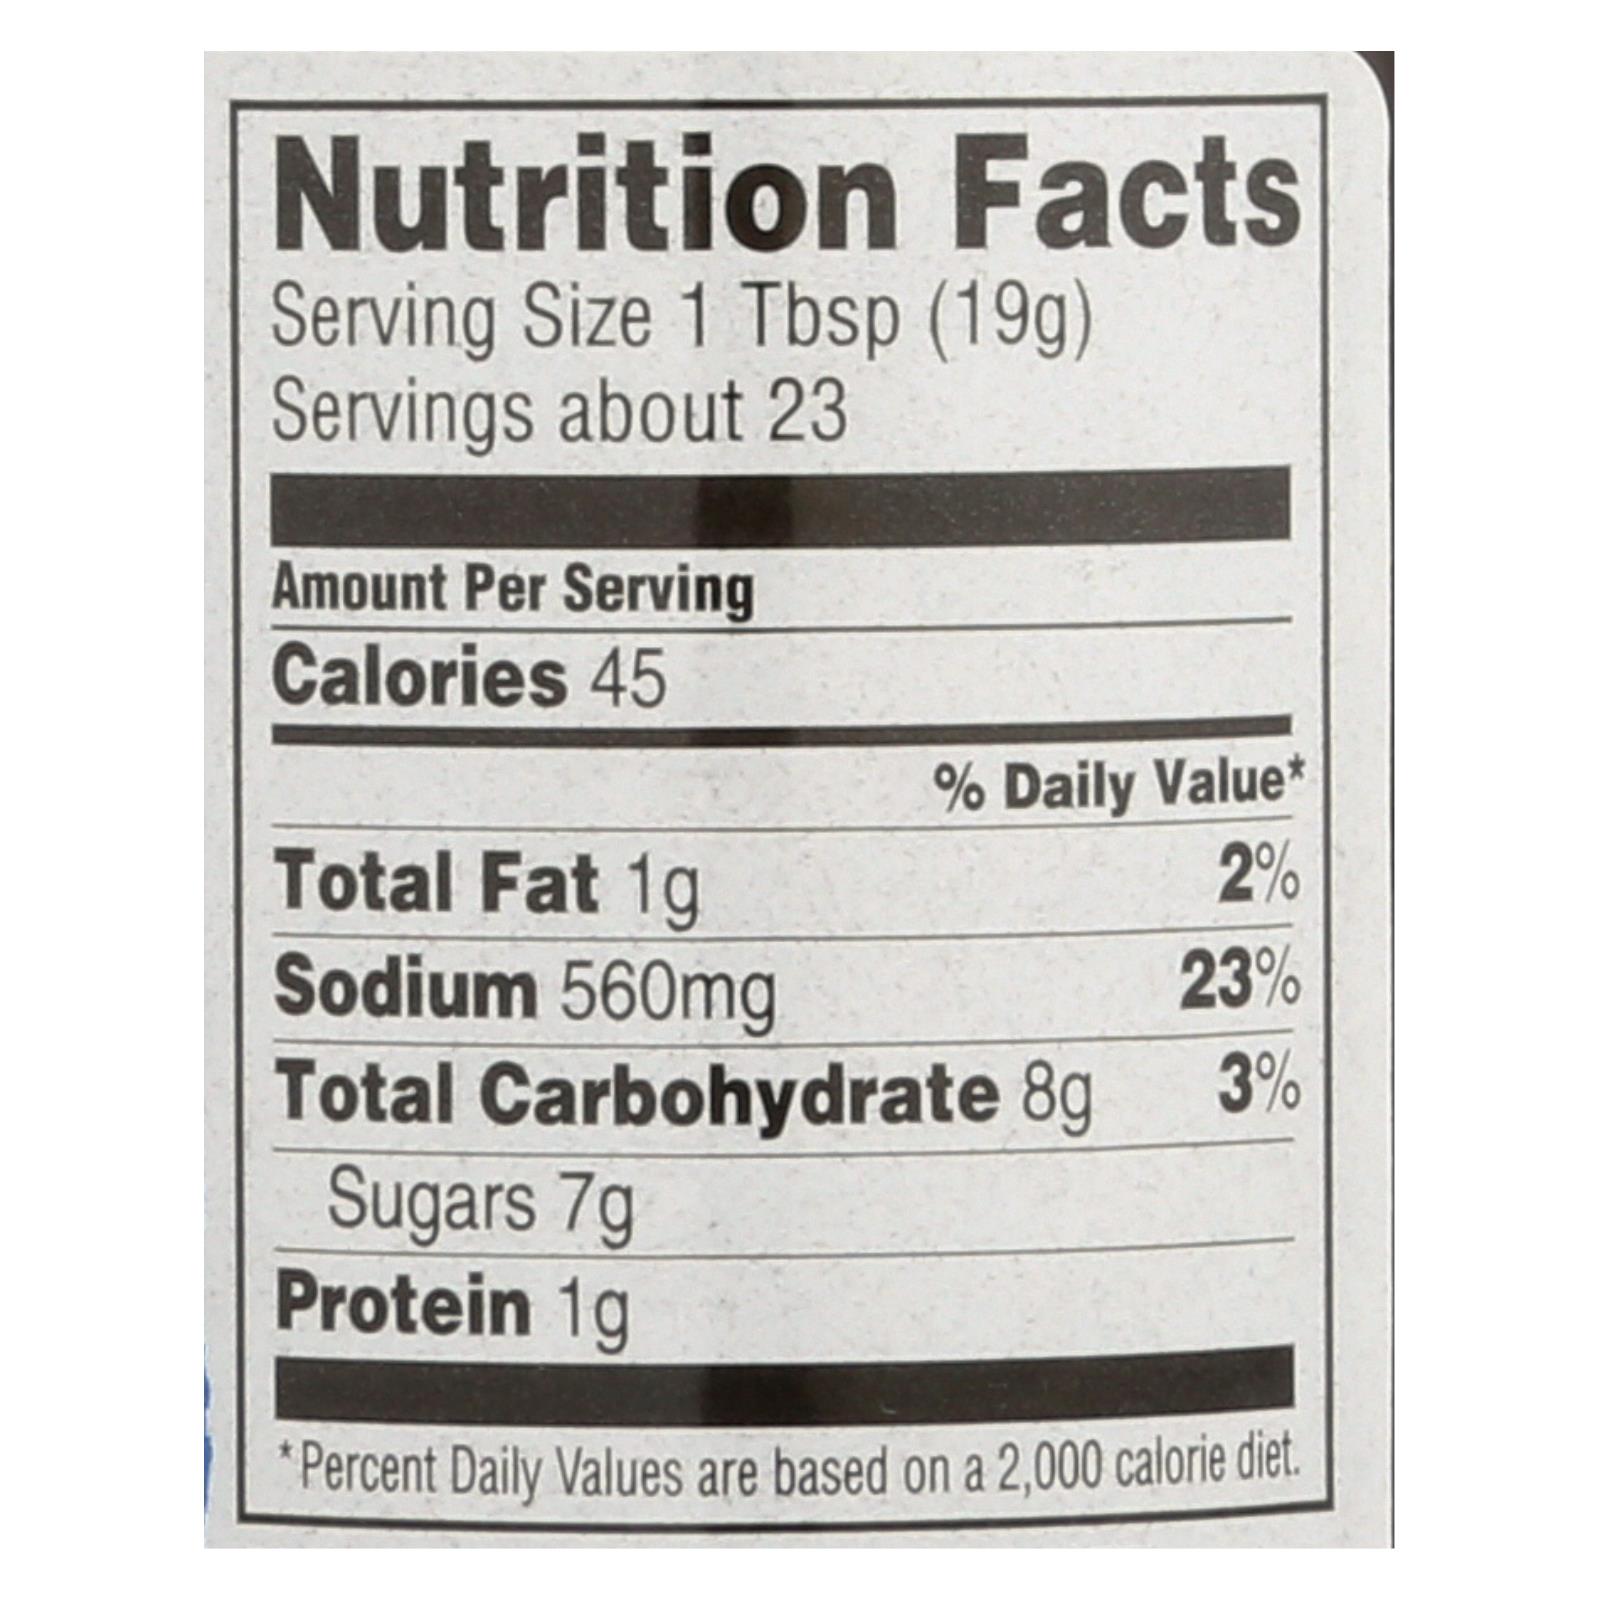 Nutrition Facts
Serving Size 1 Tbsp (19g)
Servings about 23
Amount Per Serving
Calories 45
% Daily Value*
Total Fat 1g 2%
Sodium 560mg 23%
Total Carbohydrate 8g 3%
Sugars 7g
Protein 1g
*Percent Daily Values are based on a 2,000 calorie diet.